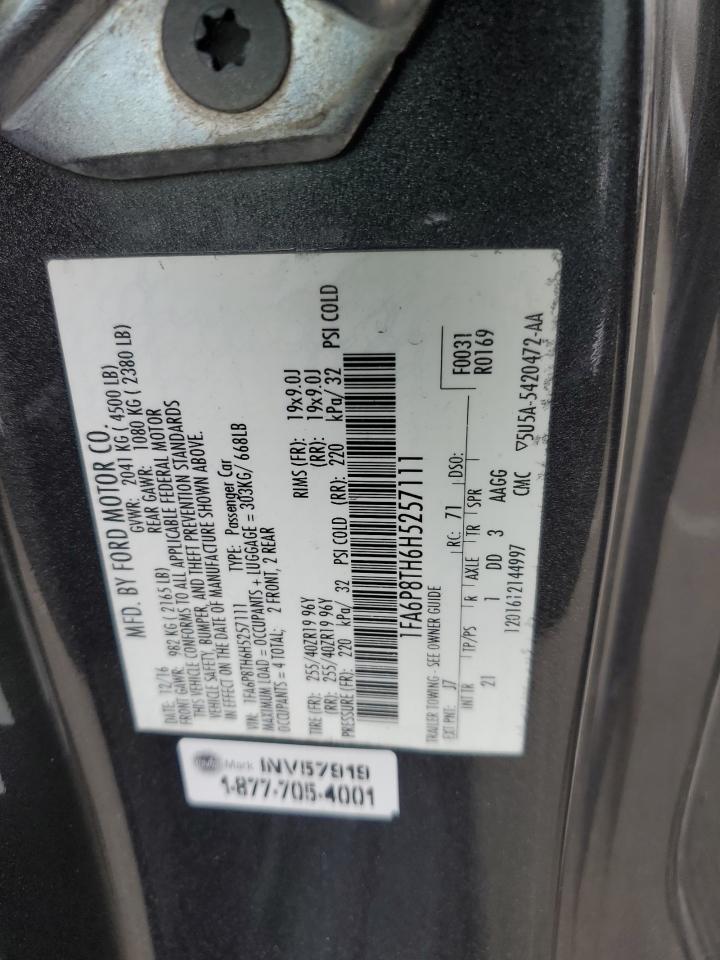 MFD. BY FORD MOTOR CO.
DATE: 12/16 GVWR: 2041 KG ( 4500 LB)
FRONT GAWR: 982 KG ( 2165LB) REAR GAWR: 1080 KG ( 2380 LB)
THIS VEHICLE CONFORMS TO ALL APPLICABLE FEDERAL MOTOR
VEHICLE SAFETY, BUMPER, AND THEFT PREVENTION STANDARDS
IN EFFECT ON THE DATE OF MANUFACTURE SHOWN ABOVE.
VIN: 1FA6P8TH6H5257111 TYPE: Passenger Car
MAXIMUM LOAD = OCCUPANTS + LUGGAGE = 303KG/ 668LB
OCCUPANTS = 4 TOTAL: 2 FRONT, 2 REAR
TIRE (FR): 255/40ZR19 96Y RIMS (FR): 19x9.0J
(RR): 255/40ZR19 96Y (RR): 19x9.0J
PRESSURE (FR): 220 kPa/ 32 PSI COLD (RR): 220 kPa/ 32 PSI COLD
1FA6P8TH6H5257111
TRAILER TOWING - SEE OWNER GUIDE F0031
EXT PNT: J7 RC: 71 DSO: R0169
INT TR TP/PS R AXLE TR SPR
21 1 DD 3 AAGG
1201612144997 CMC ▽5U5A-5420472-AA
Mark INV57919
1-877-705-4001